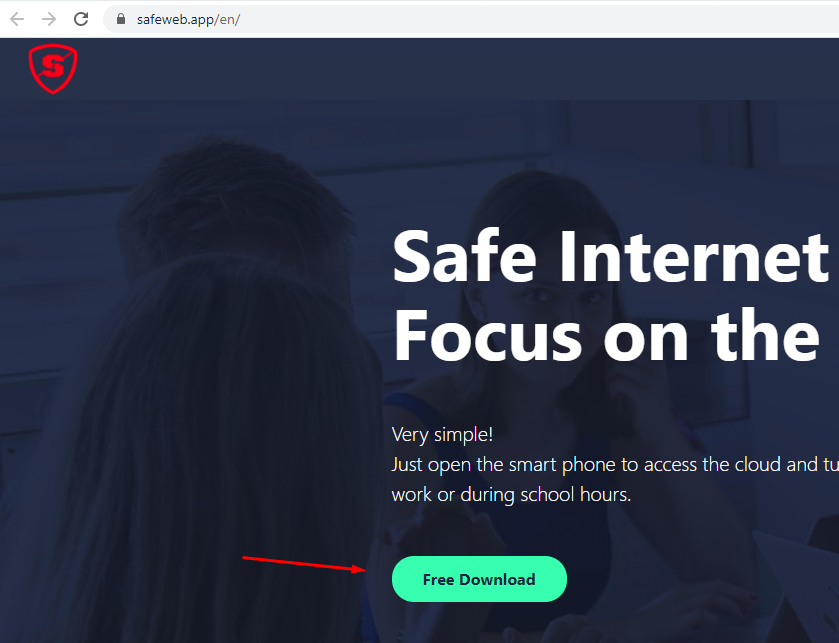 safeweb.app/en/
S
Safe Internet
Focus on the
Very simple!
Just open the smart phone to access the cloud and tu
work or during school hours.
Free Download